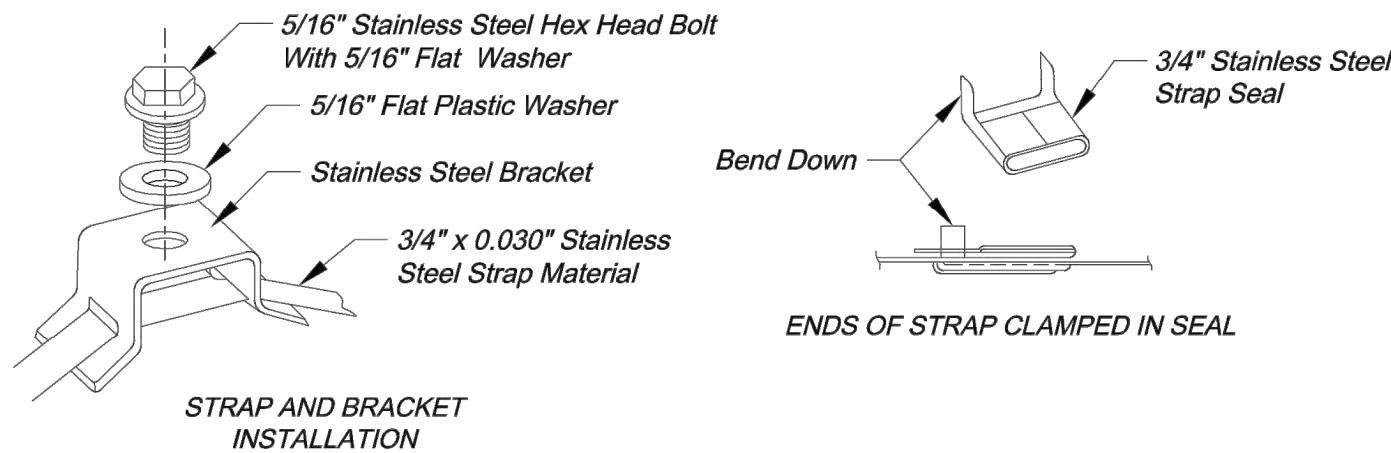 5/16" Stainless Steel Hex Head Bolt
With 5/16" Flat Washer
5/16" Flat Plastic Washer
Stainless Steel Bracket
3/4" x 0.030" Stainless
Steel Strap Material
STRAP AND BRACKET
INSTALLATION
3/4" Stainless Steel
Strap Seal
Bend Down
ENDS OF STRAP CLAMPED IN SEAL